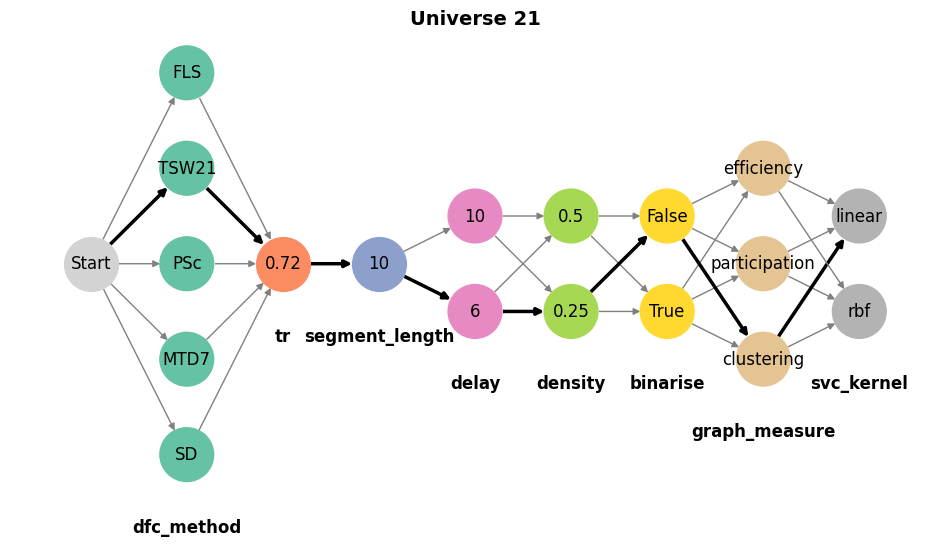 Universe 21
FLS
TSW21
efficiency
10
0.5
False
linear
Start
PSc
0.72
10
participation
6
0.25
True
rbf
tr
segment_length
MTD7
clustering
delay
density
binarise
svc_kernel
graph_measure
SD
dfc_method